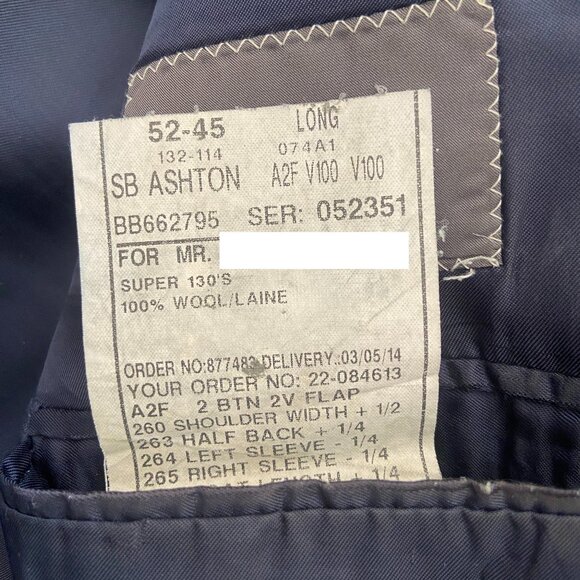 52-45 LONG
132-114 074A1
SB ASHTON A2F V100 V100
BB662795 SER: 052351
FOR MR.
SUPER 130'S
100% WOOL/LAINE
ORDER NO:877483 DELIVERY.:03/05/14
YOUR ORDER NO: 22-084613
A2F 2 BTN 2V FLAP
260 SHOULDER WIDTH + 1/2
263 HALF BACK + 1/4
264 LEFT SLEEVE - 1/4
265 RIGHT SLEEVE - 1/4
LENGTH + 1/4